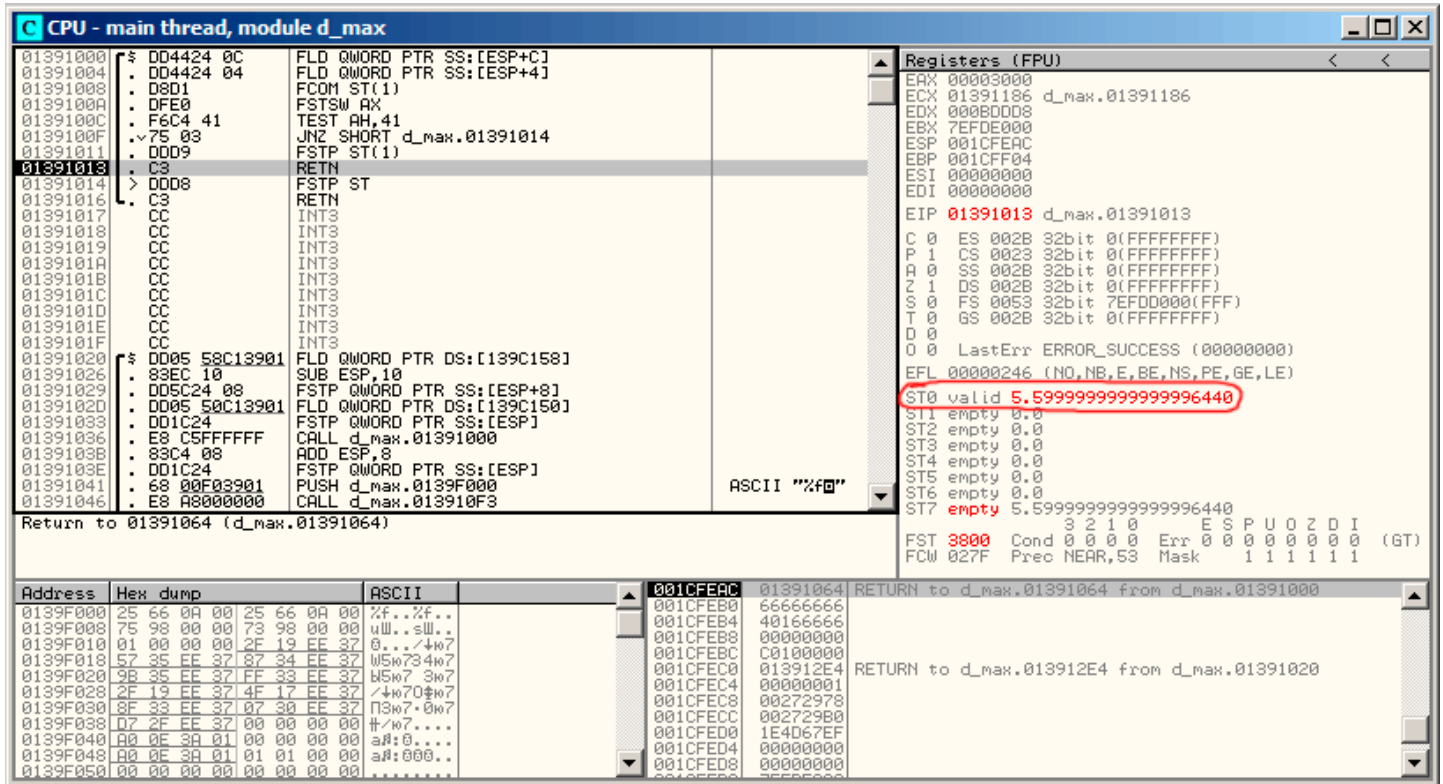 CPU - main thread, module d_max
01391000 $ DD4424 0C FLD QWORD PTR SS:[ESP+C]
01391004 . DD4424 04 FLD QWORD PTR SS:[ESP+4]
01391008 . D8D1 FCOM ST(1)
0139100A . DFE0 FSTSW AX
0139100C . F6C4 41 TEST AH,41
0139100F .v 75 03 JNZ SHORT d_max.01391014
01391011 . DDD9 FSTP ST(1)
01391013 . C3 RETN
01391014 > DDD8 FSTP ST
01391016 . C3 RETN
01391017 CC INT3
01391018 CC INT3
01391019 CC INT3
0139101A CC INT3
0139101B CC INT3
0139101C CC INT3
0139101D CC INT3
0139101E CC INT3
0139101F CC INT3
01391020 $ DD05 58C13901 FLD QWORD PTR DS:[139C158]
01391026 . 83EC 10 SUB ESP,10
01391029 . DD5C24 08 FSTP QWORD PTR SS:[ESP+8]
0139102D . DD05 50C13901 FLD QWORD PTR DS:[139C150]
01391033 . DD1C24 FSTP QWORD PTR SS:[ESP]
01391036 . E8 C5FFFFFF CALL d_max.01391000
0139103B . 83C4 08 ADD ESP,8
0139103E . DD1C24 FSTP QWORD PTR SS:[ESP]
01391041 . 68 00F03901 PUSH d_max.0139F000 ASCII "%f◙"
01391046 . E8 A8000000 CALL d_max.013910F3
Return to 01391064 (d_max.01391064)
Registers (FPU) < <
EAX 00003000
ECX 01391186 d_max.01391186
EDX 000BDDD8
EBX 7EFDE000
ESP 001CFEAC
EBP 001CFF04
ESI 00000000
EDI 00000000
EIP 01391013 d_max.01391013
C 0 ES 002B 32bit 0(FFFFFFFF)
P 1 CS 0023 32bit 0(FFFFFFFF)
A 0 SS 002B 32bit 0(FFFFFFFF)
Z 1 DS 002B 32bit 0(FFFFFFFF)
S 0 FS 0053 32bit 7EFDD000(FFF)
T 0 GS 002B 32bit 0(FFFFFFFF)
D 0
O 0 LastErr ERROR_SUCCESS (00000000)
EFL 00000246 (NO,NB,E,BE,NS,PE,GE,LE)
ST0 valid 5.5999999999999996440
ST1 empty 0.0
ST2 empty 0.0
ST3 empty 0.0
ST4 empty 0.0
ST5 empty 0.0
ST6 empty 0.0
ST7 empty 5.5999999999999996440
3 2 1 0 E S P U O Z D I
FST 3800 Cond 0 0 0 0 Err 0 0 0 0 0 0 0 0 (GT)
FCW 027F Prec NEAR,53 Mask 1 1 1 1 1 1
Address Hex dump ASCII
0139F000 25 66 0A 00 25 66 0A 00 %f..%f..
0139F008 75 98 00 00 73 98 00 00 uШ..sШ..
0139F010 01 00 00 00 2F 19 EE 37
0139F018 57 35 EE 37 87 34 EE 37 W5ю7З4ю7
0139F020 9B 35 EE 37 FF 33 EE 37
0139F028 2F 19 EE 37 4F 17 EE 37
0139F030 8F 33 EE 37 07 30 EE 37
0139F038 D7 2F EE 37 00 00 00 00
0139F040 A0 0E 3A 01 00 00 00 00
0139F048 A0 0E 3A 01 01 01 00 00
0139F050 00 00 00 00 00 00 00 00 ........
001CFEAC 01391064 RETURN to d_max.01391064 from d_max.01391000
001CFEB0 66666666
001CFEB4 40166666
001CFEB8 00000000
001CFEBC C0100000
001CFEC0 013912E4 RETURN to d_max.013912E4 from d_max.01391020
001CFEC4 00000001
001CFEC8 00272978
001CFECC 002729B0
001CFED0 1E4D67EF
001CFED4 00000000
001CFED8 00000000